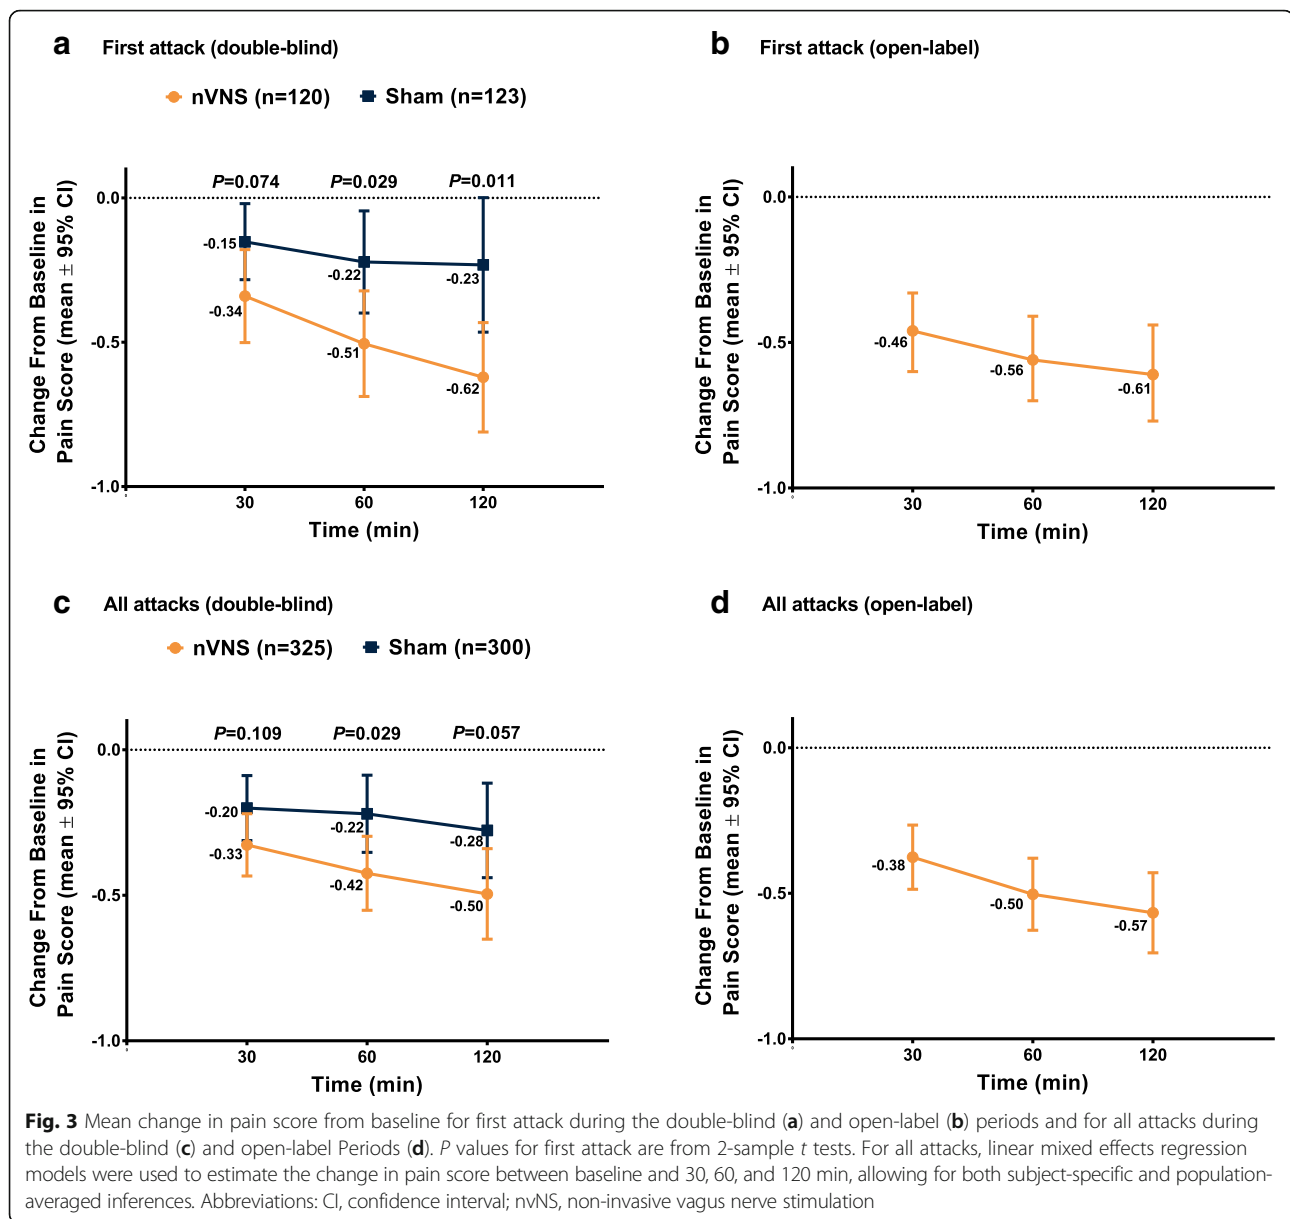 a First attack (double-blind)
nVNS (n=120) Sham (n=123)
Change From Baseline in
Pain Score (mean ± 95% CI)
P=0.074 P=0.029 P=0.011
0.0
-0.15
-0.22
-0.23
-0.34
-0.51
-0.62
-0.5
-1.0
30 60 120
Time (min)
b First attack (open-label)
Change From Baseline in
Pain Score (mean ± 95% CI)
0.0
-0.46
-0.56
-0.61
-0.5
-1.0
30 60 120
Time (min)
c All attacks (double-blind)
nVNS (n=325) Sham (n=300)
Change From Baseline in
Pain Score (mean ± 95% CI)
P=0.109 P=0.029 P=0.057
0.0
-0.20
-0.22
-0.28
-0.33
-0.42
-0.50
-0.5
-1.0
30 60 120
Time (min)
d All attacks (open-label)
Change From Baseline in
Pain Score (mean ± 95% CI)
0.0
-0.38
-0.50
-0.57
-0.5
-1.0
30 60 120
Time (min)
Fig. 3 Mean change in pain score from baseline for first attack during the double-blind (a) and open-label (b) periods and for all attacks during
the double-blind (c) and open-label Periods (d). P values for first attack are from 2-sample t tests. For all attacks, linear mixed effects regression
models were used to estimate the change in pain score between baseline and 30, 60, and 120 min, allowing for both subject-specific and population-
averaged inferences. Abbreviations: CI, confidence interval; nvNS, non-invasive vagus nerve stimulation